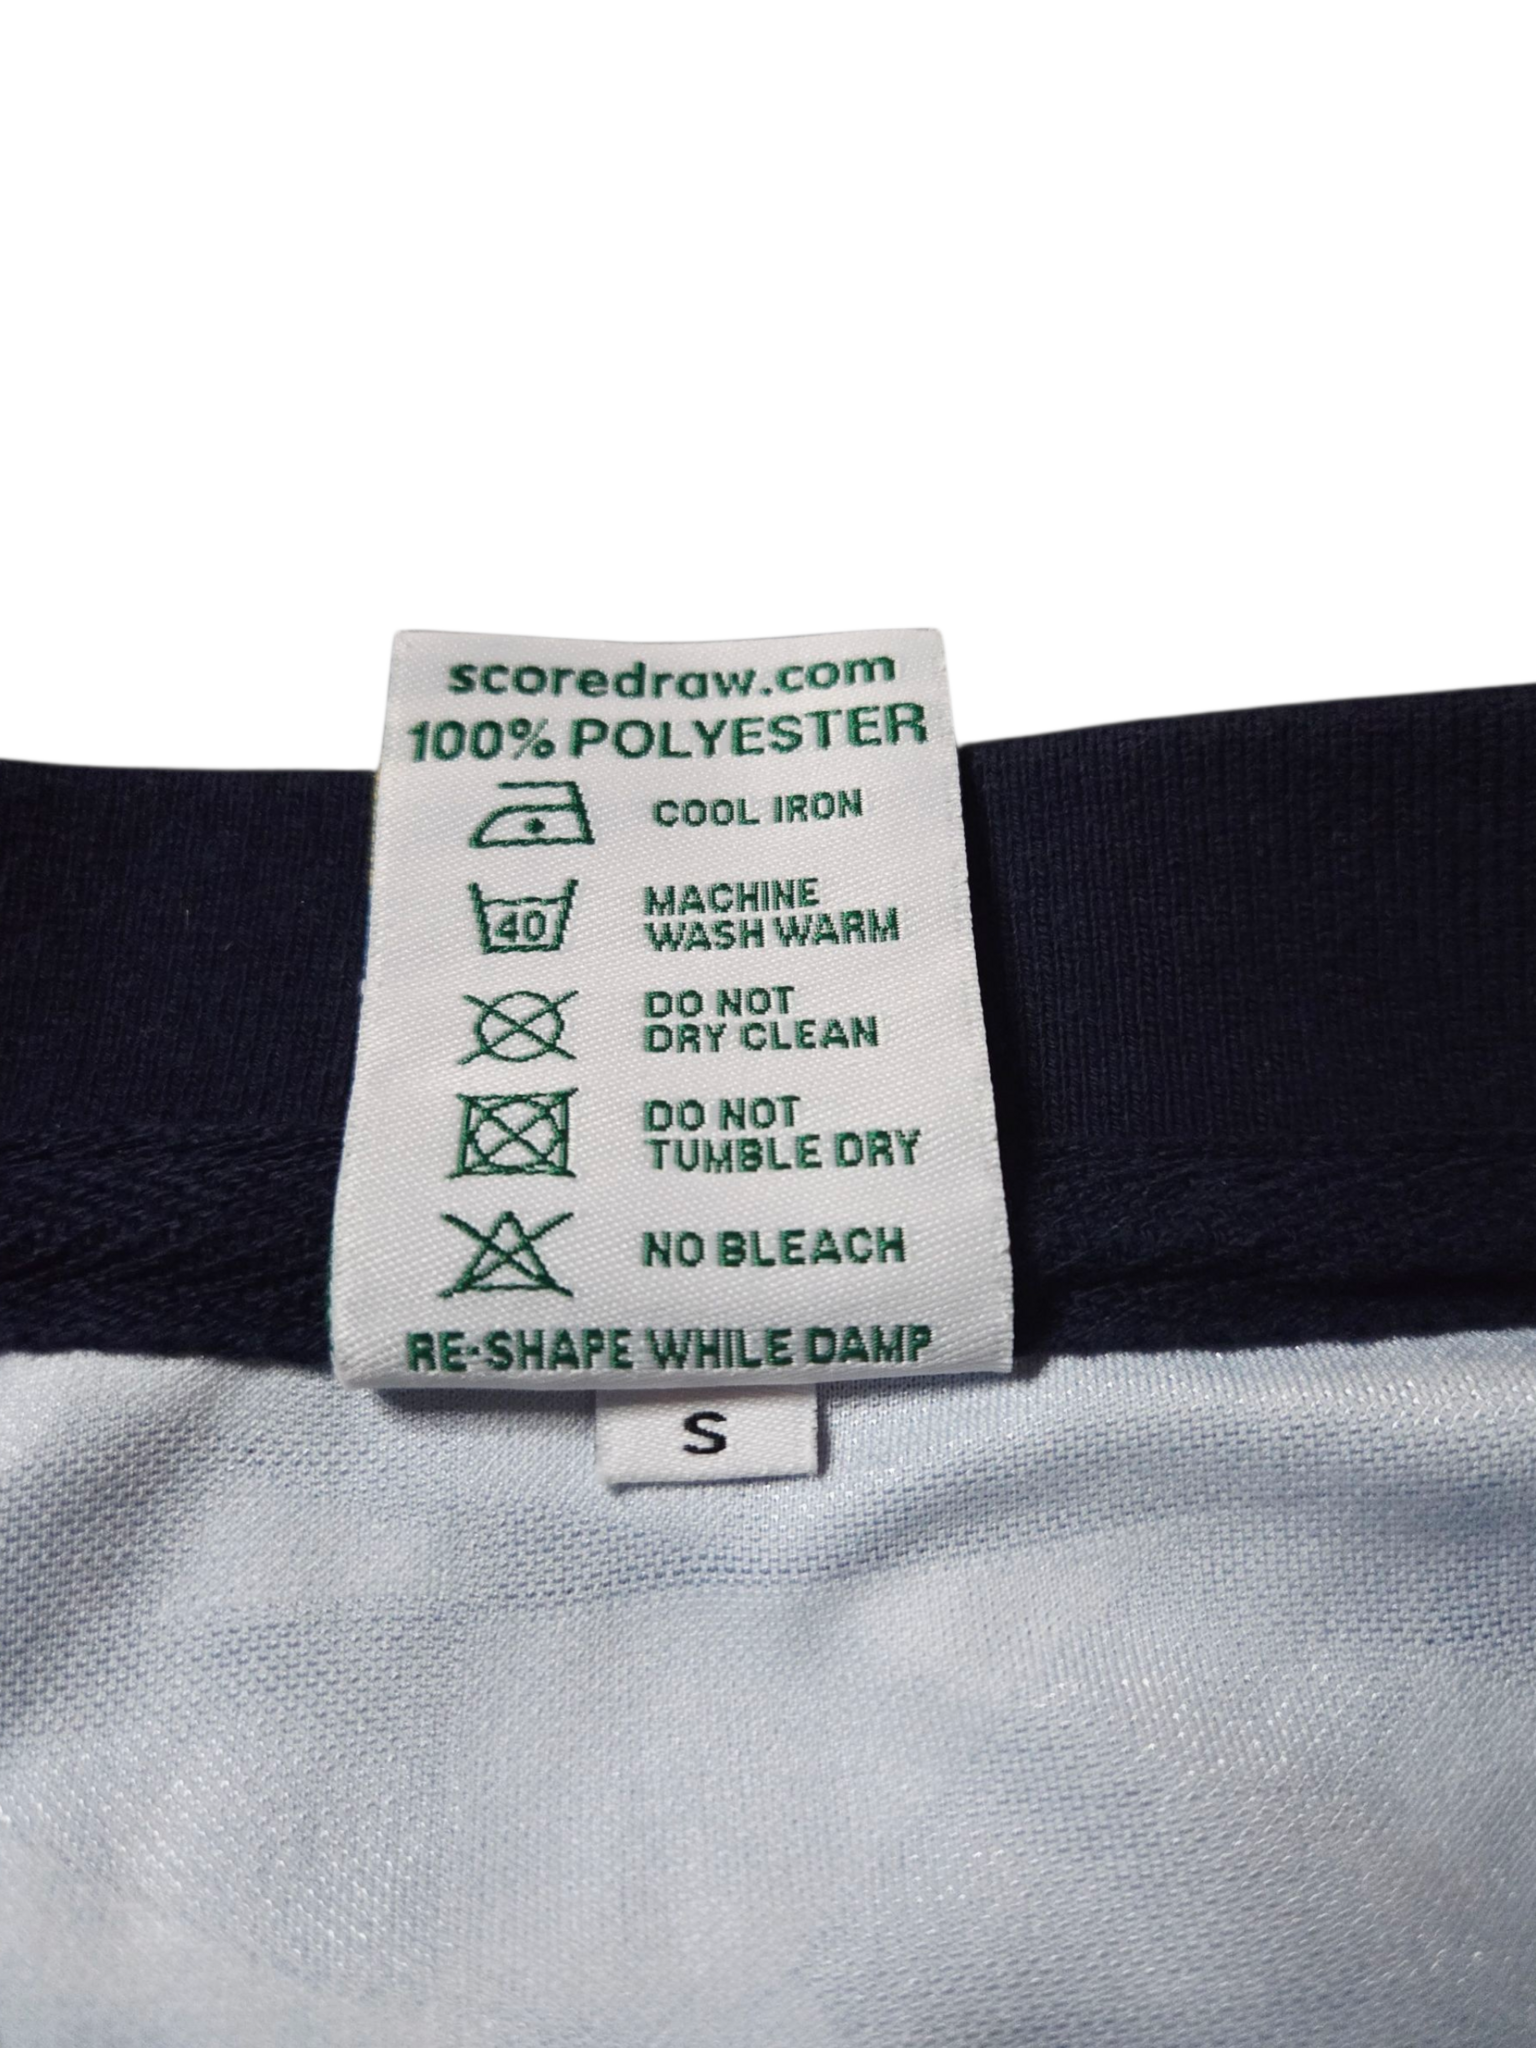 scoredraw.com
100% POLYESTER
COOL IRON
40
MACHINE
WASH WARM
DO NOT
DRY CLEAN
DO NOT
TUMBLE DRY
NO BLEACH
RE-SHAPE WHILE DAMP
S